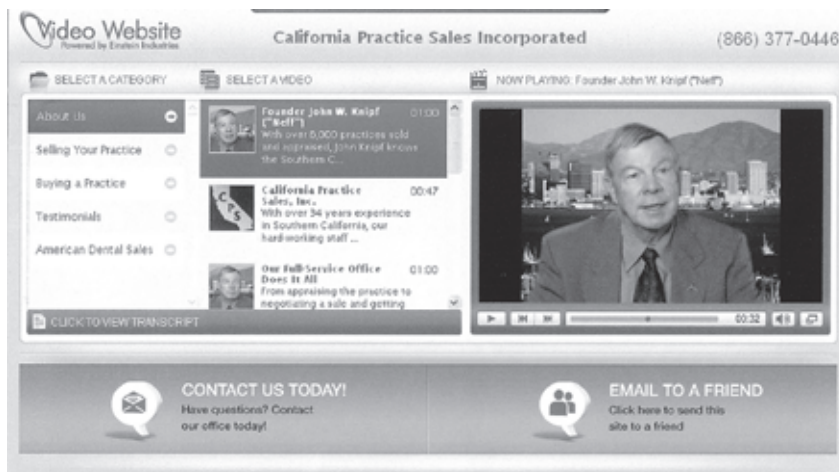 Video Website
Powered by Einstein Industries
California Practice Sales Incorporated
(866) 377-0446
SELECT A CATEGORY
SELECT A VIDEO
NOW PLAYING: Founder John W. Knipf ("Neff")
About Us
Selling Your Practice
Buying a Practice
Testimonials
American Dental Sales
Founder John W. Knipf 01:00
("Neff")
With over 6,000 practices sold
and appraised, John Knipf knows
the Southern C...
CPS
California Practice 00:47
Sales, Inc.
With over 34 years experience
in Southern California, our
hard-working staff ...
Our Full-Service Office 01:00
Does It All
From appraising the practice to
negotiating a sale and getting
CLICK TO VIEW TRANSCRIPT
00:32
CONTACT US TODAY!
Have questions? Contact
our office today!
EMAIL TO A FRIEND
Click here to send this
site to a friend